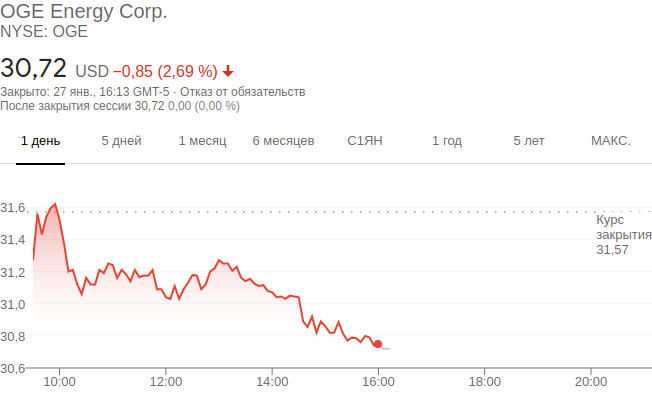 OGE Energy Corp.
NYSE: OGE
30,72 USD −0,85 (2,69 %)
Закрыто: 27 янв., 16:13 GMT-5 · Отказ от обязательств
После закрытия сессии 30,72 0,00 (0,00 %)
1 день 5 дней 1 месяц 6 месяцев С1ЯН 1 год 5 лет МАКС.
31,6
Курс
закрытия
31,57
31,4
31,2
31,0
30,8
30,6
10:00 12:00 14:00 16:00 18:00 20:00